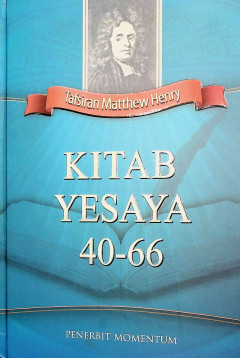 Tafsiran Matthew Henry
KITAB
YESAYA
40-66
PENERBIT MOMENTUM